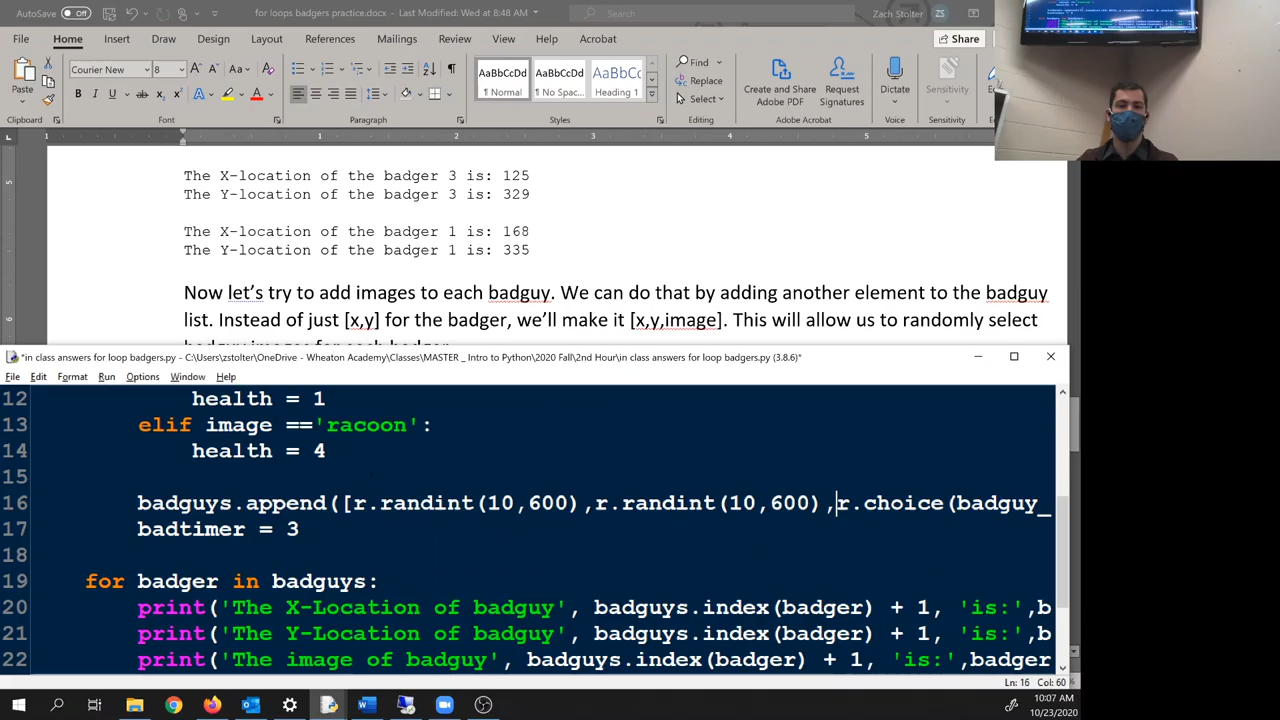 AutoSave Off for loops badgers practice Last Modified: Wed at 8:48 AM Zach Stolter ZS
File Home Insert Draw Design Layout References Mailings Review View Help Acrobat Share
Paste Courier New 8 AaBbCcDd AaBbCcDd AaBbCc Find
Replace
Select
¶ Normal ¶ No Spac... Heading 1
Create and Share Adobe PDF Request Signatures Dictate Sensitivity
Clipboard Font Paragraph Styles Editing Adobe Acrobat Voice Sensitivity
1 2 3 4 5
The X-location of the badger 3 is: 125
The Y-location of the badger 3 is: 329
The X-location of the badger 1 is: 168
The Y-location of the badger 1 is: 335
Now let's try to add images to each badguy. We can do that by adding another element to the badguy
list. Instead of just [x,y] for the badger, we'll make it [x,y,image]. This will allow us to randomly select
*in class answers for loop badgers.py - C:\Users\zstolter\OneDrive - Wheaton Academy\Classes\MASTER _ Intro to Python\2020 Fall\2nd Hour\in class answers for loop badgers.py (3.8.6)*
File Edit Format Run Options Window Help
12 health = 1
13 elif image =='racoon':
14 health = 4
15
16 badguys.append([r.randint(10,600),r.randint(10,600),r.choice(badguy_
17 badtimer = 3
18
19 for badger in badguys:
20 print('The X-Location of badguy', badguys.index(badger) + 1, 'is:',b
21 print('The Y-Location of badguy', badguys.index(badger) + 1, 'is:',b
22 print('The image of badguy', badguys.index(badger) + 1, 'is:',badger
Ln: 16 Col: 60
10:07 AM
10/23/2020